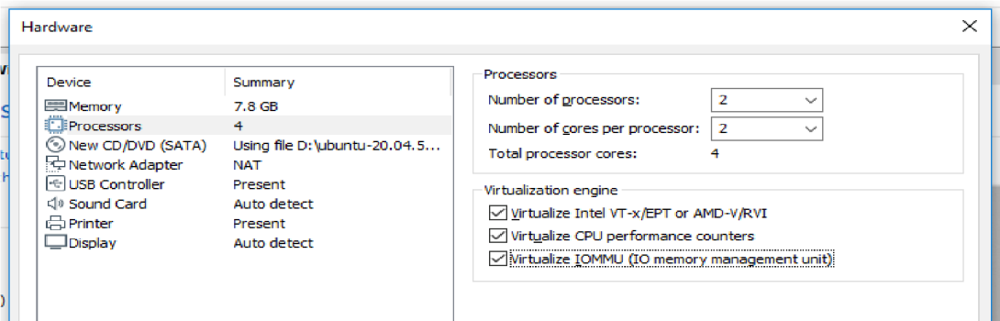 Hardware
Device Summary
Memory 7.8 GB
Processors 4
New CD/DVD (SATA) Using file D:\ubuntu-20.04.5...
Network Adapter NAT
USB Controller Present
Sound Card Auto detect
Printer Present
Display Auto detect
Processors
Number of processors: 2
Number of cores per processor: 2
Total processor cores: 4
Virtualization engine
Virtualize Intel VT-x/EPT or AMD-V/RVI
Virtualize CPU performance counters
Virtualize IOMMU (IO memory management unit)